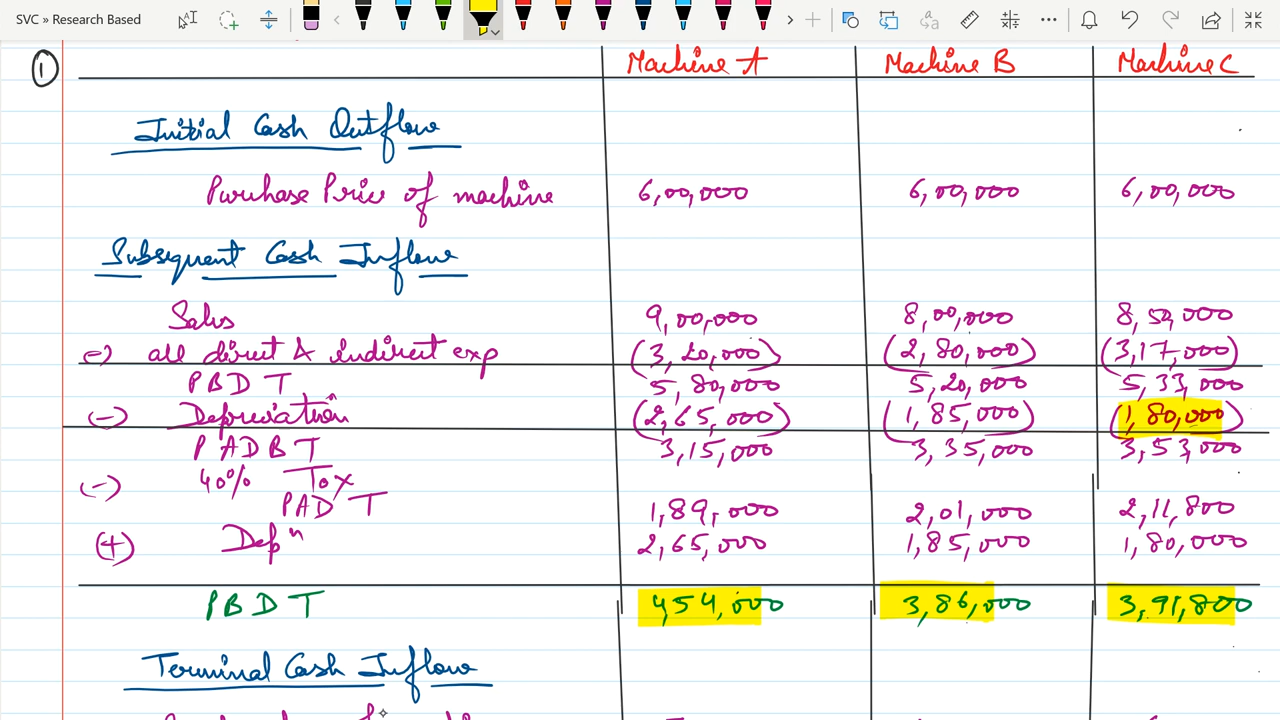 SVC » Research Based
① Machine A Machine B Machine C
Initial Cash Outflow
Purchase Price of machine 6,00,000 6,00,000 6,00,000
Subsequent Cash Inflow
Sales 9,00,000 8,00,000 8,50,000
(-) all direct & indirect exp (3,20,000) (2,80,000) (3,17,000)
PBDT 5,80,000 5,20,000 5,33,000
(-) Depreciation (2,65,000) (1,85,000) (1,80,000)
PADBT 3,15,000 3,35,000 3,53,000
(-) 40% Tax
PADT 1,89,000 2,01,000 2,11,800
(+) Depn 2,65,000 1,85,000 1,80,000
PBDT 4,54,000 3,86,000 3,91,800
Terminal Cash Inflow